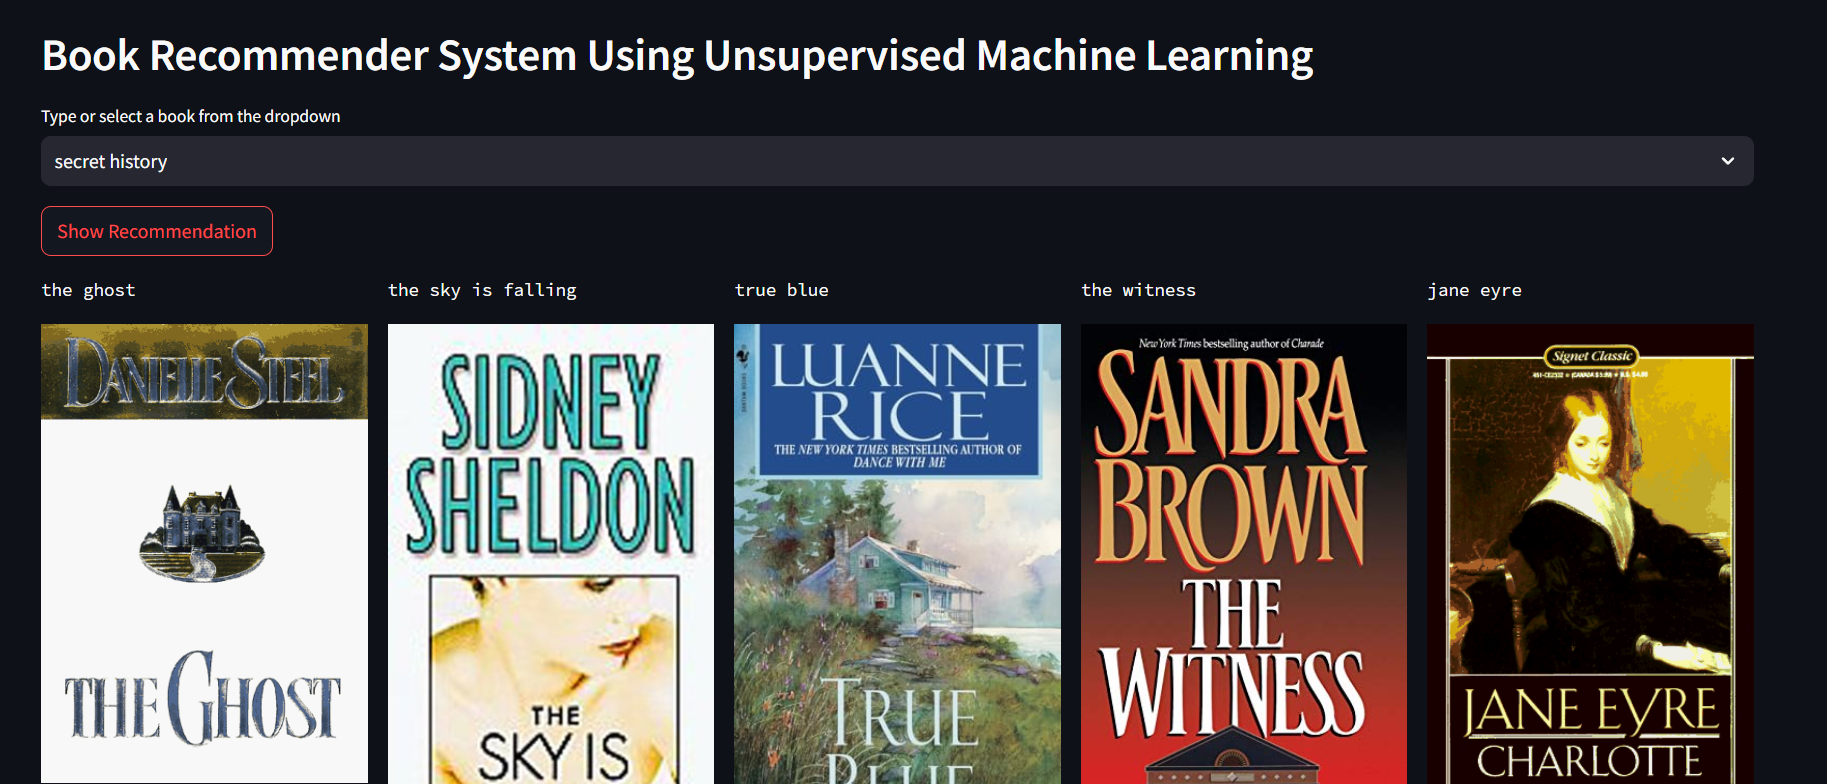 Book Recommender System Using Unsupervised Machine Learning
Type or select a book from the dropdown
secret history
Show Recommendation
the ghost
the sky is falling
true blue
the witness
jane eyre
DANIELLE STEEL
THE GHOST
SIDNEY
SHELDON
THE
SKY IS
LUANNE
RICE
THE NEW YORK TIMES BESTSELLING AUTHOR OF
DANCE WITH ME
TRUE
BLUE
New York Times bestselling author of Charade
SANDRA
BROWN
THE
WITNESS
Signet Classic
JANE EYRE
CHARLOTTE